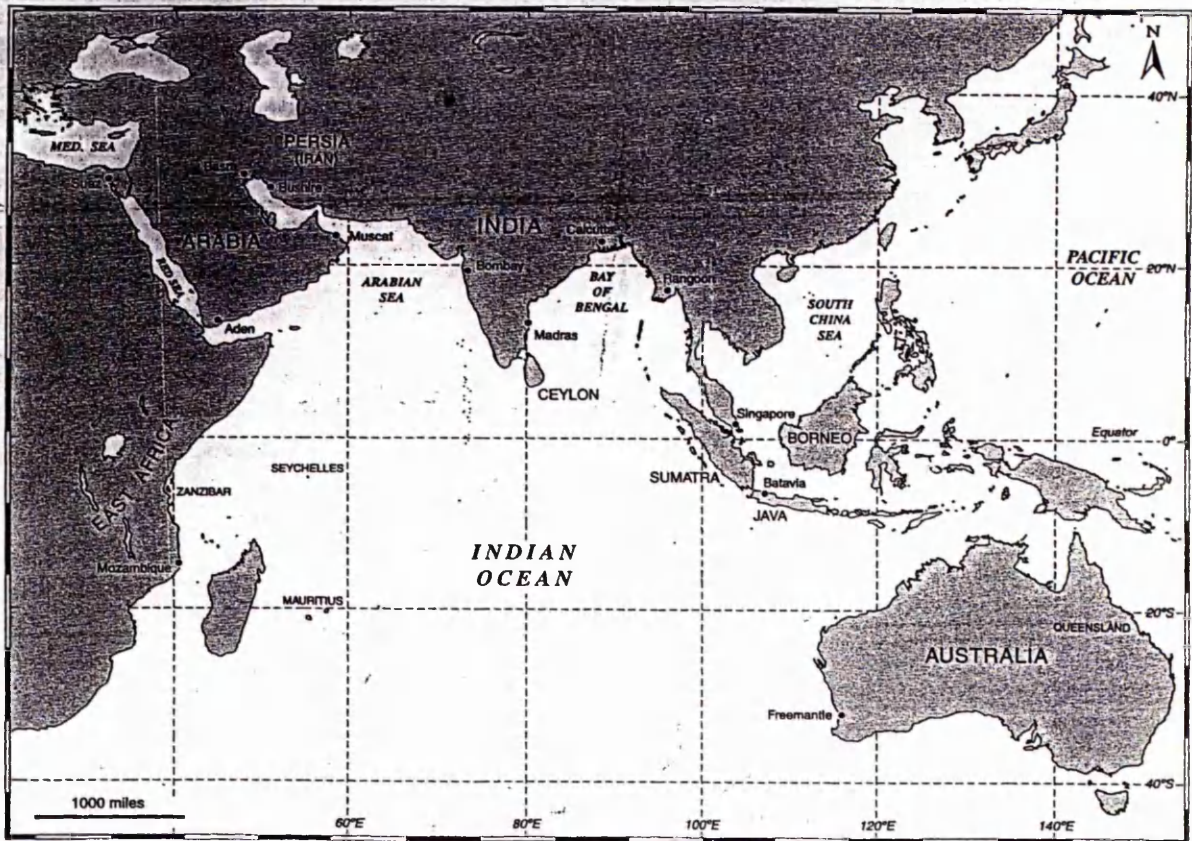 N
40°N
MED. SEA
PERSIA
(IRAN)
Suez
Basra
Bushire
ARABIA
Muscat
INDIA
Calcutta
RED SEA
Bombay
20°N
PACIFIC
OCEAN
ARABIAN
SEA
BAY
OF
BENGAL
Rangoon
SOUTH
CHINA
SEA
Aden
Madras
CEYLON
Singapore
BORNEO
Equator
0°
EAST AFRICA
SEYCHELLES
ZANZIBAR
SUMATRA
Batavia
JAVA
Mozambique
INDIAN
OCEAN
MAURITIUS
20°S
QUEENSLAND
AUSTRALIA
Freemantle
40°S
1000 miles
60°E
80°E
100°E
120°E
140°E